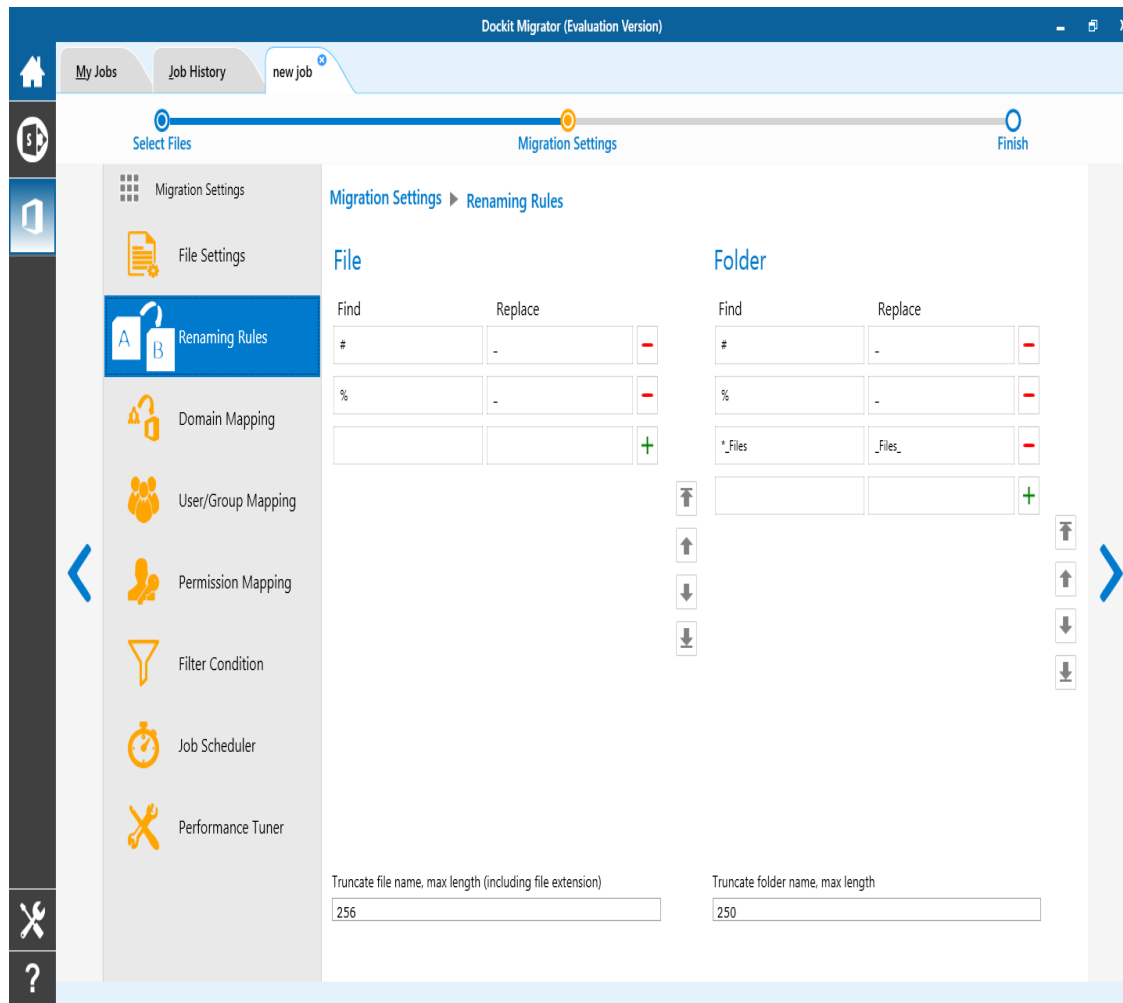 Dockit Migrator (Evaluation Version)
My Jobs
Job History
new job
Select Files
Migration Settings
Finish
Migration Settings
File Settings
A
B
Renaming Rules
Domain Mapping
User/Group Mapping
Permission Mapping
Filter Condition
Job Scheduler
Performance Tuner
Migration Settings Renaming Rules
File
Find Replace
# _
% _
Truncate file name, max length (including file extension)
256
Folder
Find Replace
# _
% _
*_Files _Files_
Truncate folder name, max length
250
S
?